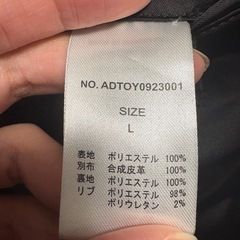 NO. ADTOY0923001
SIZE
L
表地 ポリエステル 100%
別布 合成皮革 100%
裏地 ポリエステル 100%
リブ ポリエステル 98%
ポリウレタン 2%